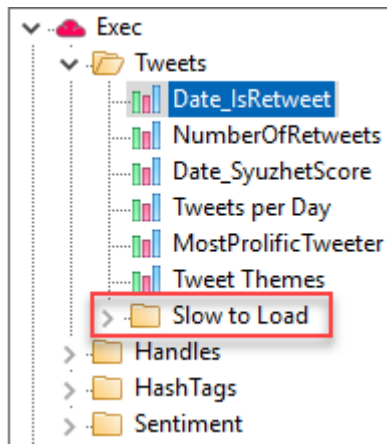 Exec
Tweets
Date_IsRetweet
NumberOfRetweets
Date_SyuzhetScore
Tweets per Day
MostProlificTweeter
Tweet Themes
Slow to Load
Handles
HashTags
Sentiment